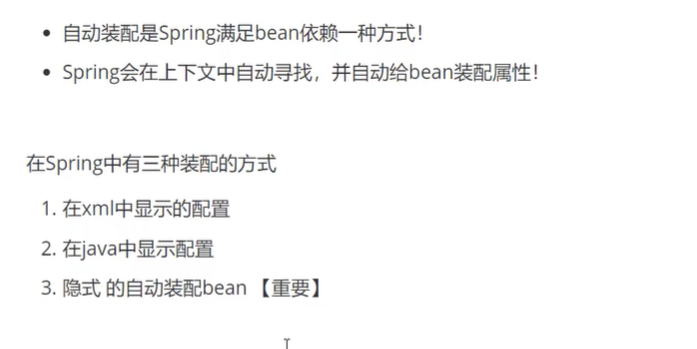 • 自动装配是Spring满足bean依赖一种方式！
• Spring会在上下文中自动寻找，并自动给bean装配属性！
在Spring中有三种装配的方式
1. 在xml中显示的配置
2. 在java中显示配置
3. 隐式 的自动装配bean 【重要】